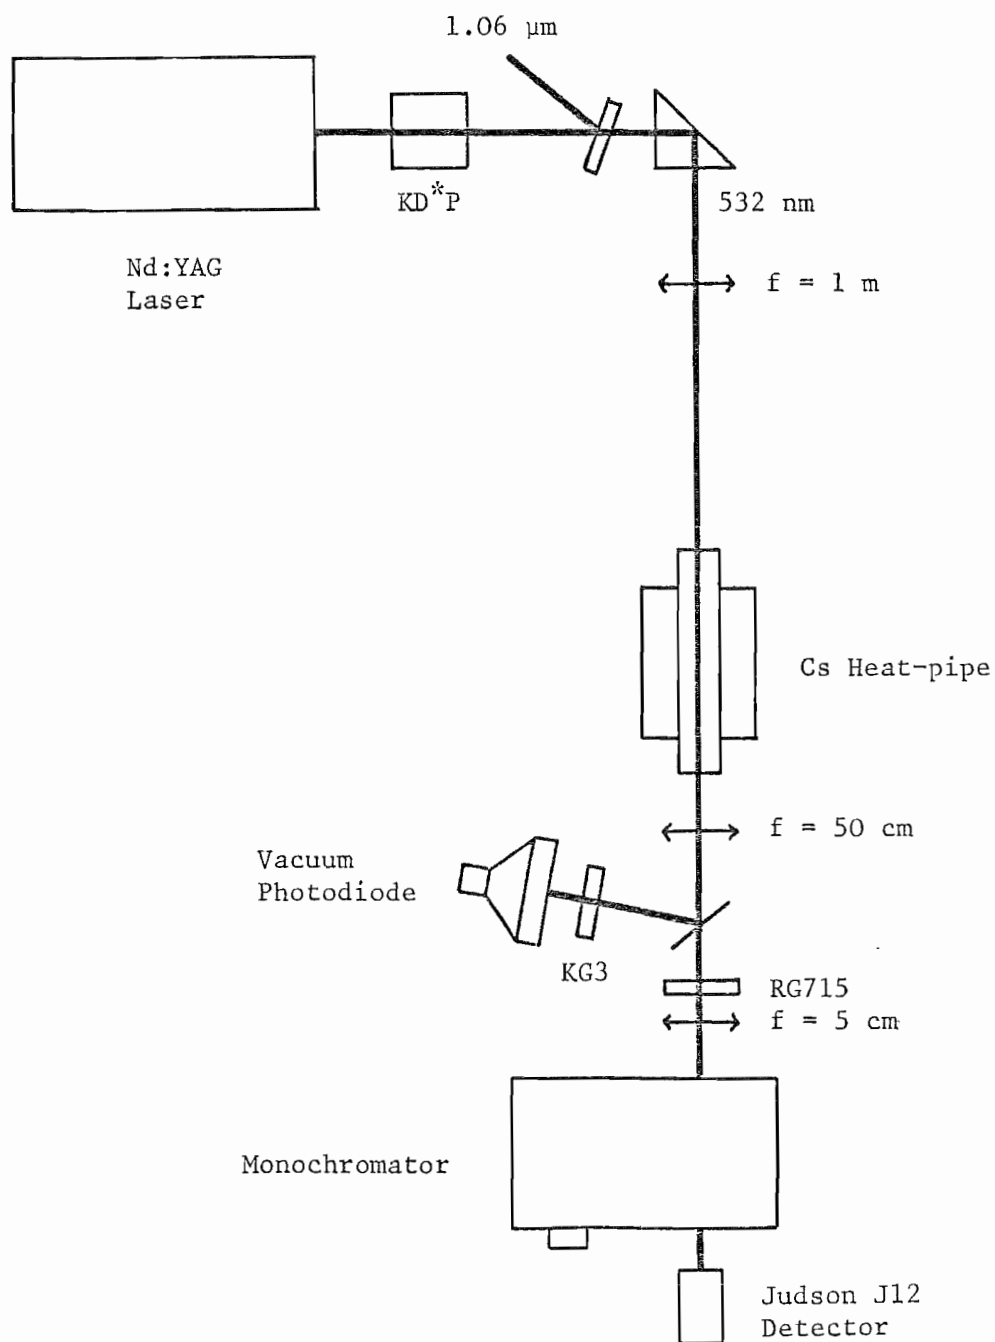 1.06 µm
KD*P
532 nm
Nd:YAG
Laser
f = 1 m
Cs Heat-pipe
f = 50 cm
Vacuum
Photodiode
KG3
RG715
f = 5 cm
Monochromator
Judson J12
Detector